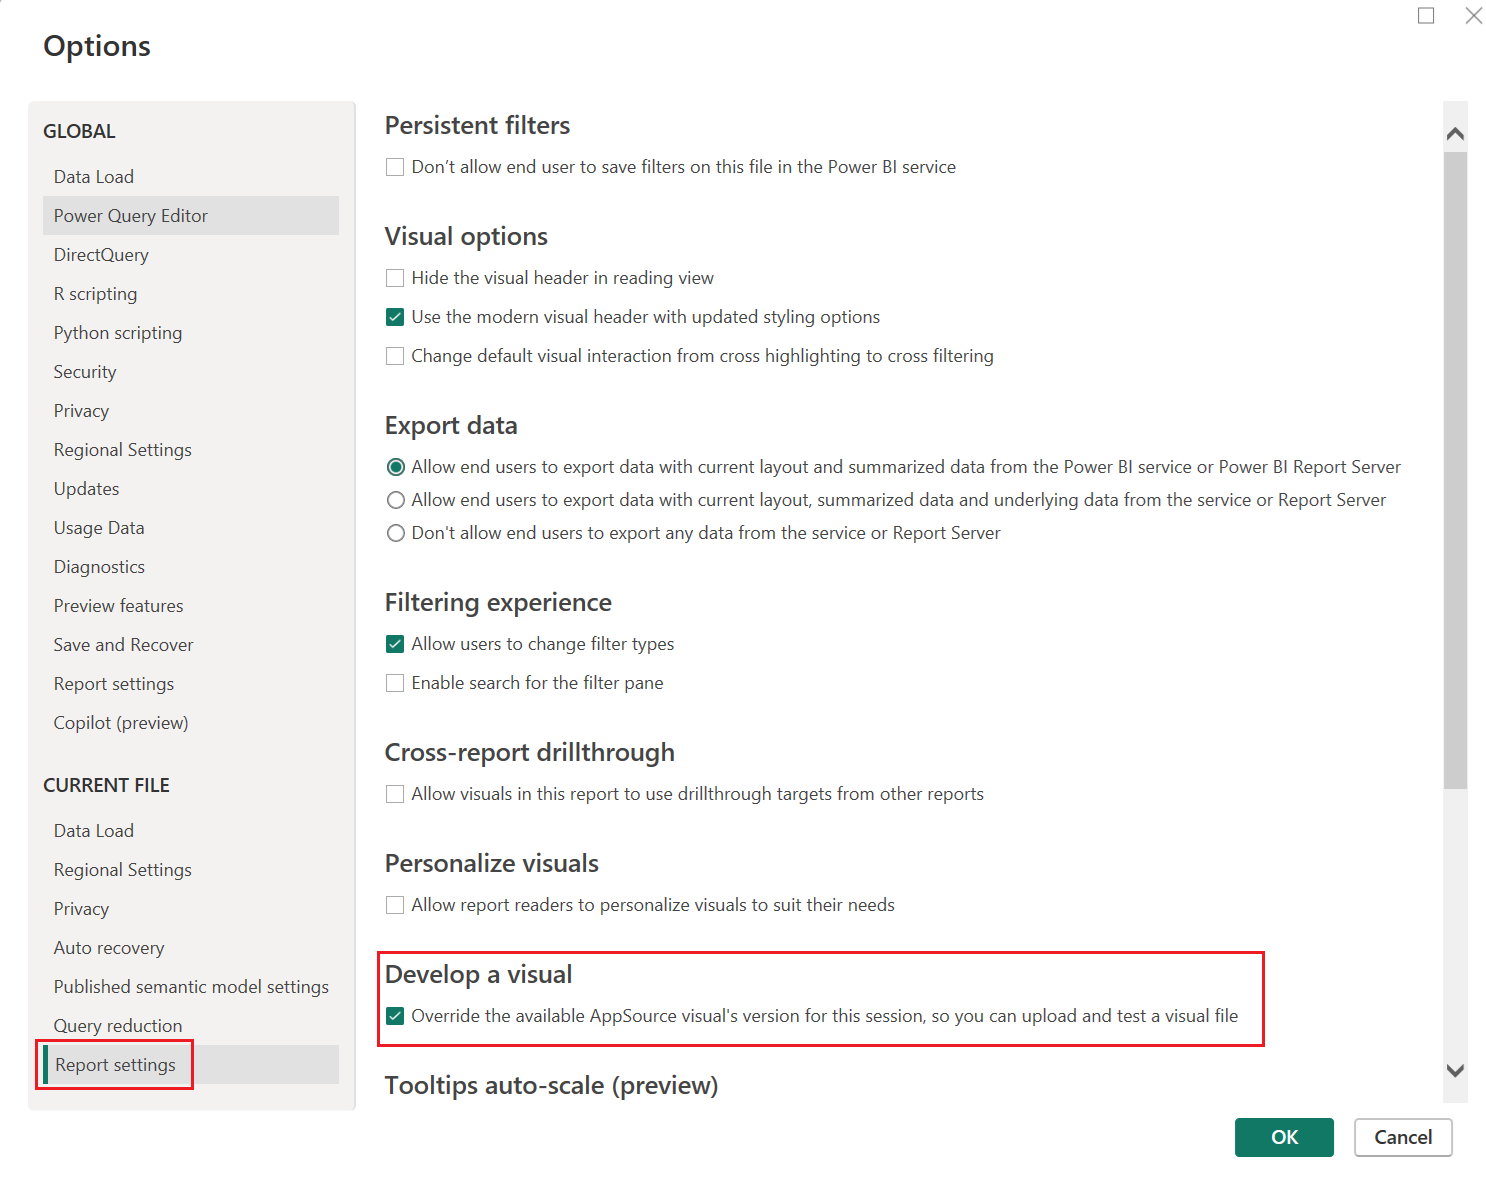 Options
GLOBAL
Data Load
Power Query Editor
DirectQuery
R scripting
Python scripting
Security
Privacy
Regional Settings
Updates
Usage Data
Diagnostics
Preview features
Save and Recover
Report settings
Copilot (preview)
CURRENT FILE
Data Load
Regional Settings
Privacy
Auto recovery
Published semantic model settings
Query reduction
Report settings
Persistent filters
Don’t allow end user to save filters on this file in the Power BI service
Visual options
Hide the visual header in reading view
Use the modern visual header with updated styling options
Change default visual interaction from cross highlighting to cross filtering
Export data
Allow end users to export data with current layout and summarized data from the Power BI service or Power BI Report Server
Allow end users to export data with current layout, summarized data and underlying data from the service or Report Server
Don't allow end users to export any data from the service or Report Server
Filtering experience
Allow users to change filter types
Enable search for the filter pane
Cross-report drillthrough
Allow visuals in this report to use drillthrough targets from other reports
Personalize visuals
Allow report readers to personalize visuals to suit their needs
Develop a visual
Override the available AppSource visual's version for this session, so you can upload and test a visual file
Tooltips auto-scale (preview)
OK
Cancel